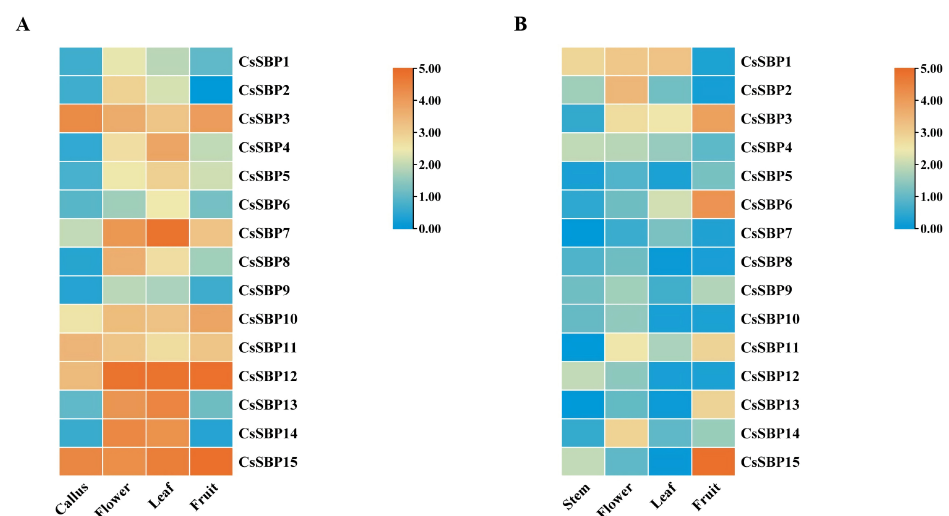 A
CsSBP1
CsSBP2
CsSBP3
CsSBP4
CsSBP5
CsSBP6
CsSBP7
CsSBP8
CsSBP9
CsSBP10
CsSBP11
CsSBP12
CsSBP13
CsSBP14
CsSBP15
Callus
Flower
Leaf
Fruit
5.00
4.00
3.00
2.00
1.00
0.00
B
CsSBP1
CsSBP2
CsSBP3
CsSBP4
CsSBP5
CsSBP6
CsSBP7
CsSBP8
CsSBP9
CsSBP10
CsSBP11
CsSBP12
CsSBP13
CsSBP14
CsSBP15
Stem
Flower
Leaf
Fruit
5.00
4.00
3.00
2.00
1.00
0.00